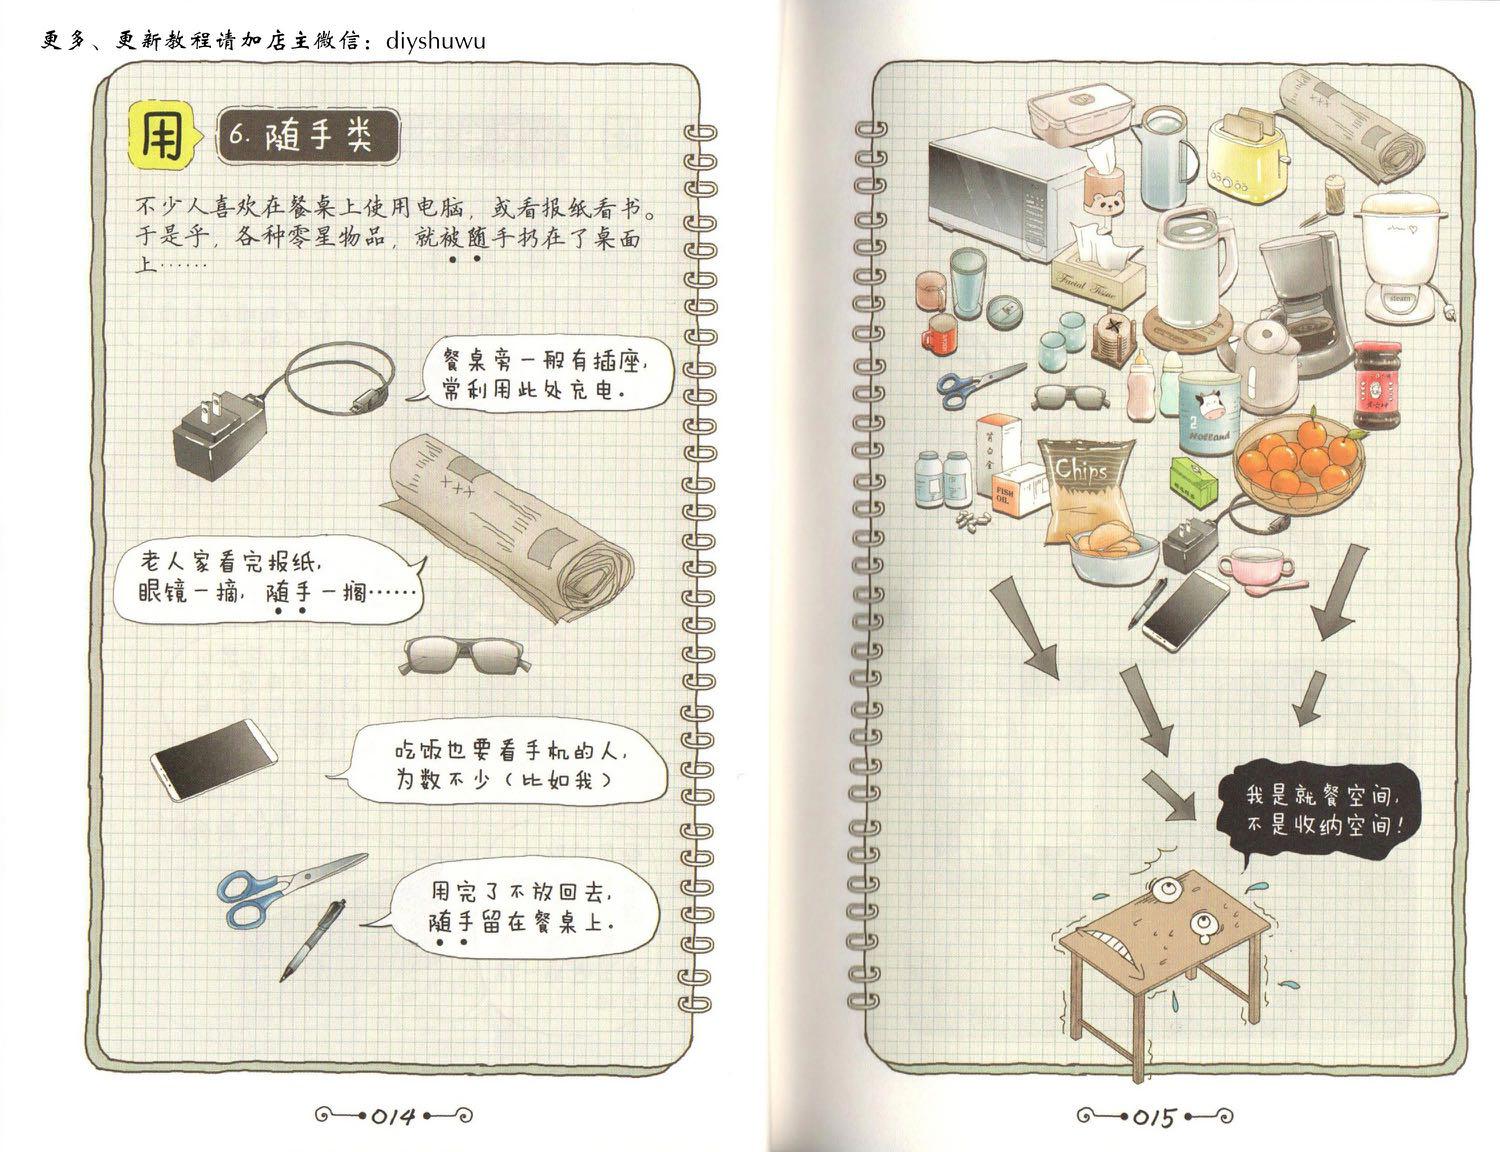 更多、更新教程请加店主微信：diyshuwu
用
6. 随手类
不少人喜欢在餐桌上使用电脑，或看报纸看书。
于是乎，各种零星物品，就被随手扔在了桌面
上……
餐桌旁一般有插座，
常利用此处充电.
老人家看完报纸，
眼镜一摘，随手一搁……
吃饭也要看手机的人，
为数不少（比如我）
用完了不放回去，
随手留在餐桌上.
014
Facial Tissue
steam
2
Holland
FISH
OIL
Chips
我是就餐空间，
不是收纳空间！
015